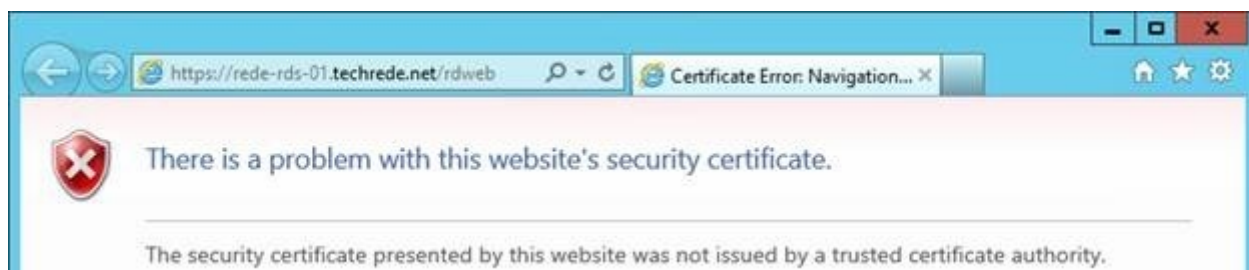 https://rede-rds-01.techrede.net/rdweb
Certificate Error: Navigation...
There is a problem with this website's security certificate.
The security certificate presented by this website was not issued by a trusted certificate authority.